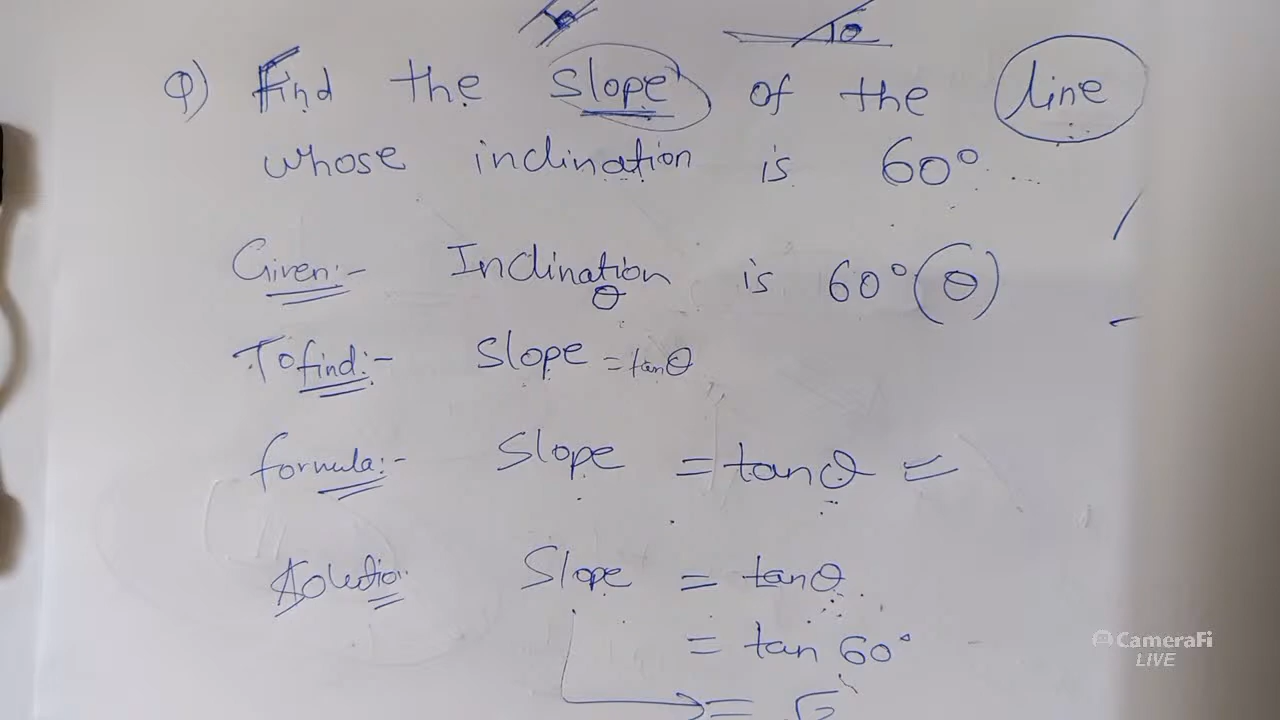 θ
Q) Find the slope of the line
whose inclination is 60°
Given:- Inclination is 60° (θ)
θ
To find:- Slope = tanθ
formula:- Slope = tanθ =
Solution Slope = tanθ
= tan 60°
=
CameraFi
LIVE